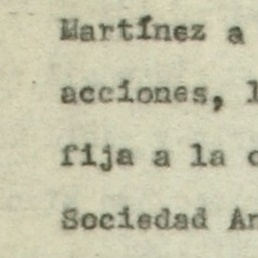 Martínez a
acciones,
fija a la
Sociedad An